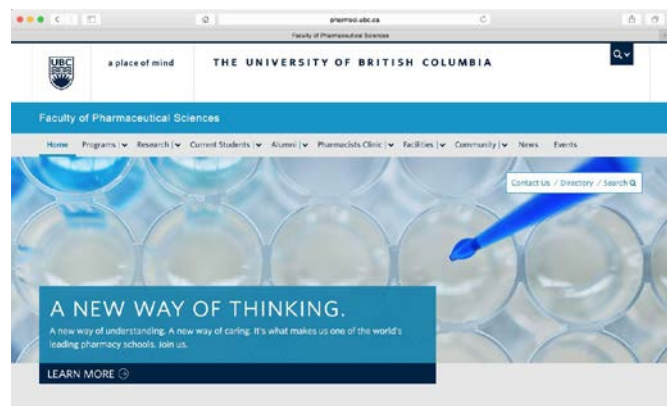 pharmsci.ubc.ca
Faculty of Pharmaceutical Sciences
UBC
a place of mind
THE UNIVERSITY OF BRITISH COLUMBIA
Faculty of Pharmaceutical Sciences
Home Programs | Research | Current Students | Alumni | Pharmacists Clinic | Facilities | Community | News Events
Contact Us / Directory / Search
A NEW WAY OF THINKING.
A new way of understanding. A new way of caring. It's what makes us one of the world's
leading pharmacy schools. Join us.
LEARN MORE